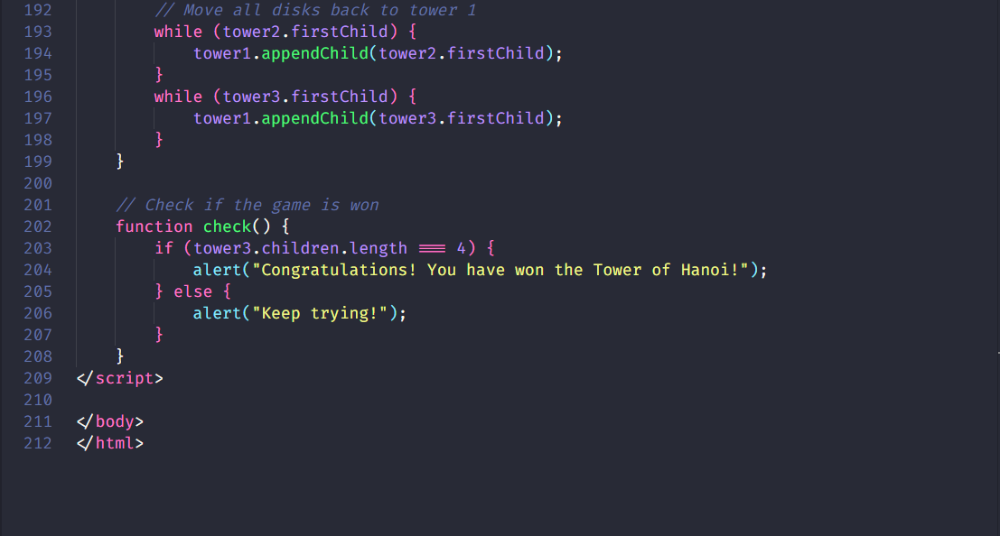 192 // Move all disks back to tower 1
193 while (tower2.firstChild) {
194 tower1.appendChild(tower2.firstChild);
195 }
196 while (tower3.firstChild) {
197 tower1.appendChild(tower3.firstChild);
198 }
199 }
200
201 // Check if the game is won
202 function check() {
203 if (tower3.children.length === 4) {
204 alert("Congratulations! You have won the Tower of Hanoi!");
205 } else {
206 alert("Keep trying!");
207 }
208 }
209 </script>
210
211 </body>
212 </html>